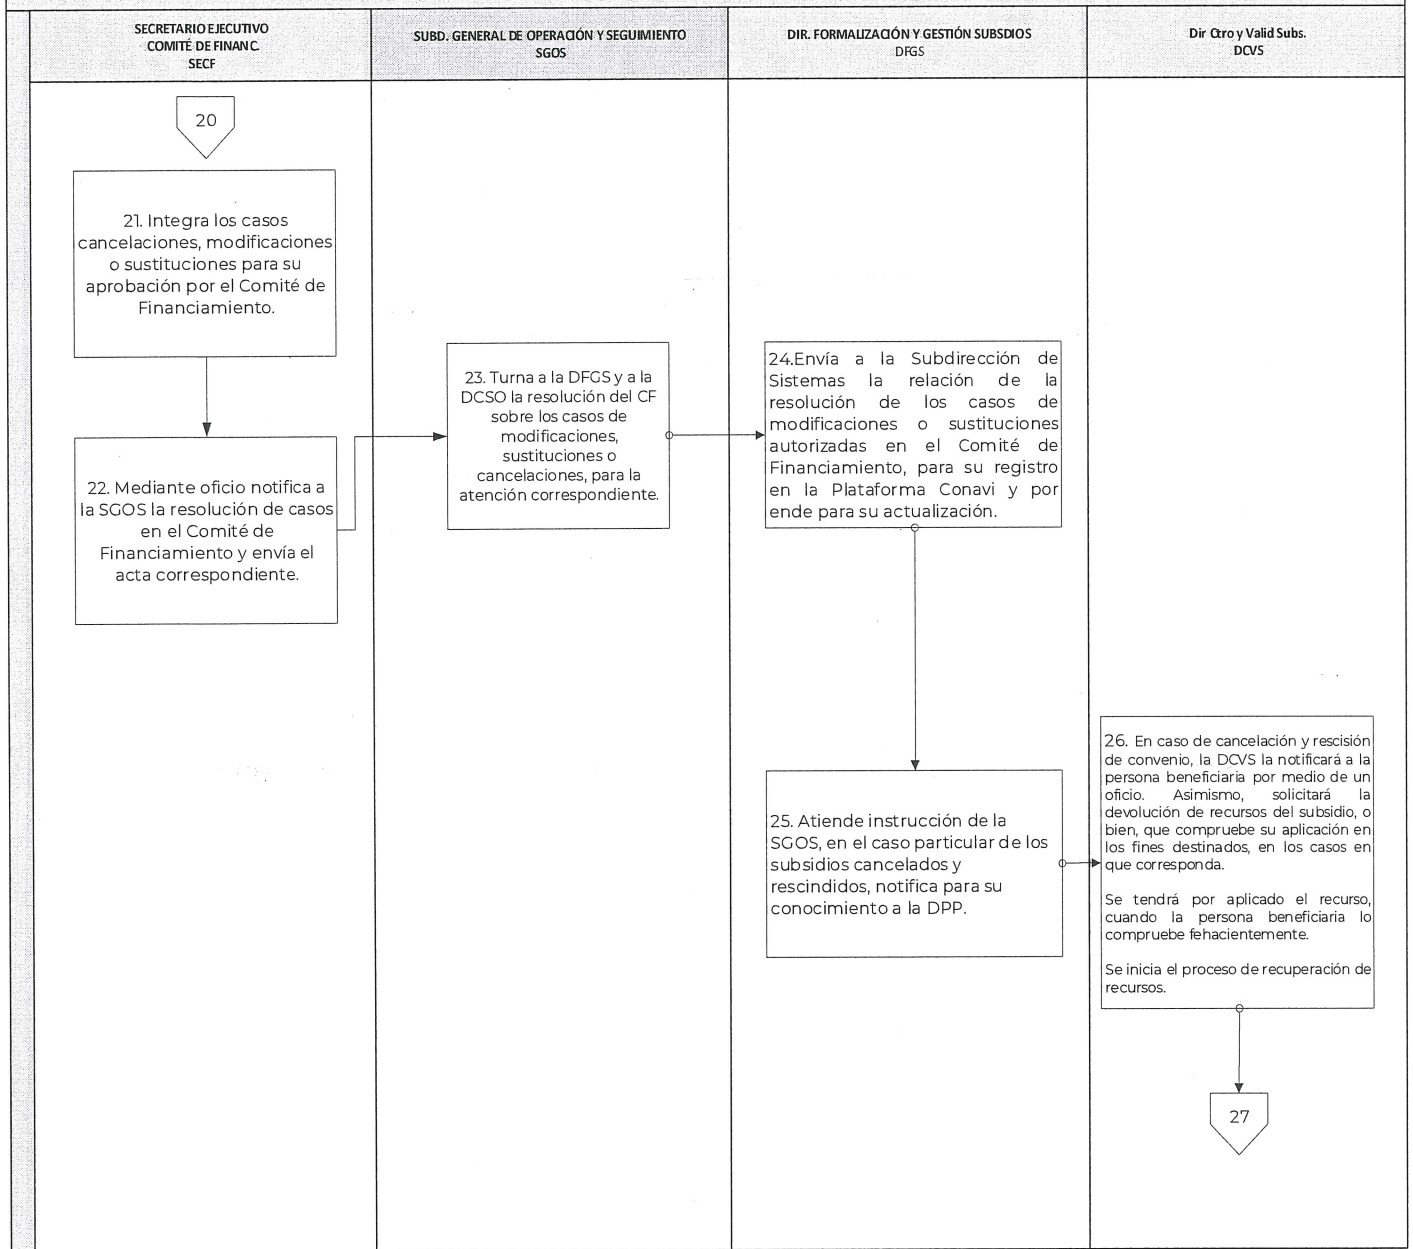 SECRETARIO EJECUTIVO
COMITÉ DE FINANC.
SECF
SUBD. GENERAL DE OPERACIÓN Y SEGUIMIENTO
SGOS
DIR. FORMALIZACIÓN Y GESTIÓN SUBSDIOS
DFGS
Dir Ctro y Valid Subs.
DCVS
20
21. Integra los casos
cancelaciones, modificaciones
o sustituciones para su
aprobación por el Comité de
Financiamiento.
22. Mediante oficio notifica a
la SGOS la resolución de casos
en el Comité de
Financiamiento y envía el
acta correspondiente.
23. Turna a la DFGS y a la
DCSO la resolución del CF
sobre los casos de
modificaciones,
sustituciones o
cancelaciones, para la
atención correspondiente.
24.Envía a la Subdirección de
Sistemas la relación de la
resolución de los casos de
modificaciones o sustituciones
autorizadas en el Comité de
Financiamiento, para su registro
en la Plataforma Conavi y por
ende para su actualización.
25. Atiende instrucción de la
SGOS, en el caso particular de los
subsidios cancelados y
rescindidos, notifica para su
conocimiento a la DPP.
26. En caso de cancelación y rescisión
de convenio, la DCVS la notificará a la
persona beneficiaria por medio de un
oficio. Asimismo, solicitará la
devolución de recursos del subsidio, o
bien, que compruebe su aplicación en
los fines destinados, en los casos en
que corresponda.
Se tendrá por aplicado el recurso,
cuando la persona beneficiaria lo
compruebe fehacientemente.
Se inicia el proceso de recuperación de
recursos.
27